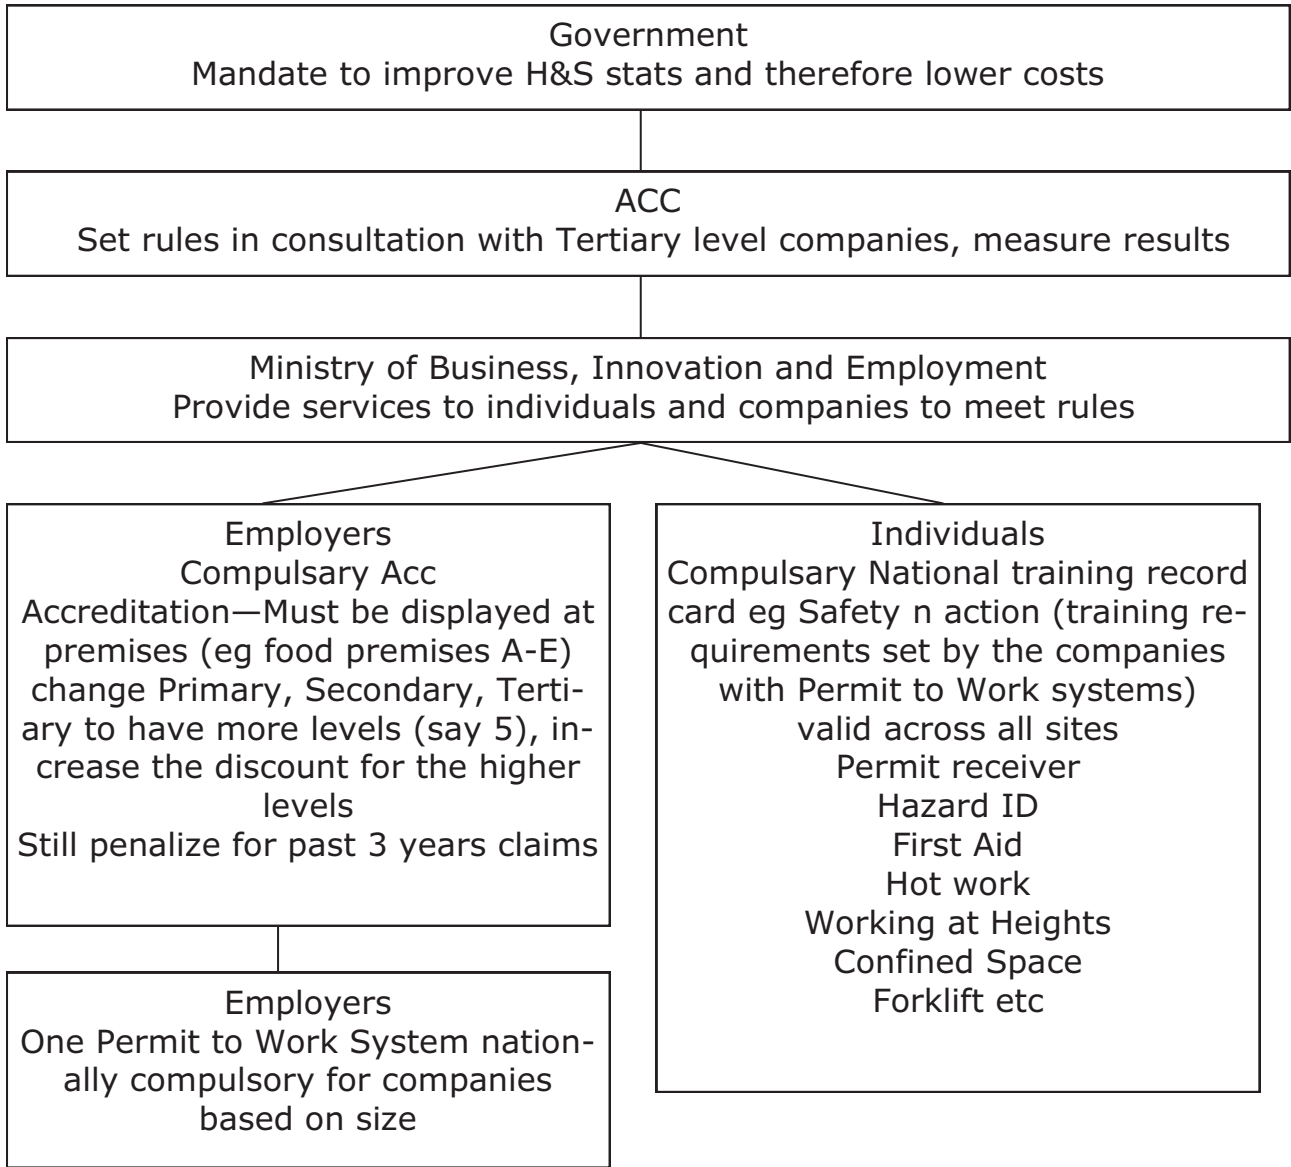 Government
Mandate to improve H&S stats and therefore lower costs
ACC
Set rules in consultation with Tertiary level companies, measure results
Ministry of Business, Innovation and Employment
Provide services to individuals and companies to meet rules
Employers
Compulsary Acc
Accreditation—Must be displayed at
premises (eg food premises A-E)
change Primary, Secondary, Terti-
ary to have more levels (say 5), in-
crease the discount for the higher
levels
Still penalize for past 3 years claims
Employers
One Permit to Work System nation-
ally compulsory for companies
based on size
Individuals
Compulsary National training record
card eg Safety n action (training re-
quirements set by the companies
with Permit to Work systems)
valid across all sites
Permit receiver
Hazard ID
First Aid
Hot work
Working at Heights
Confined Space
Forklift etc